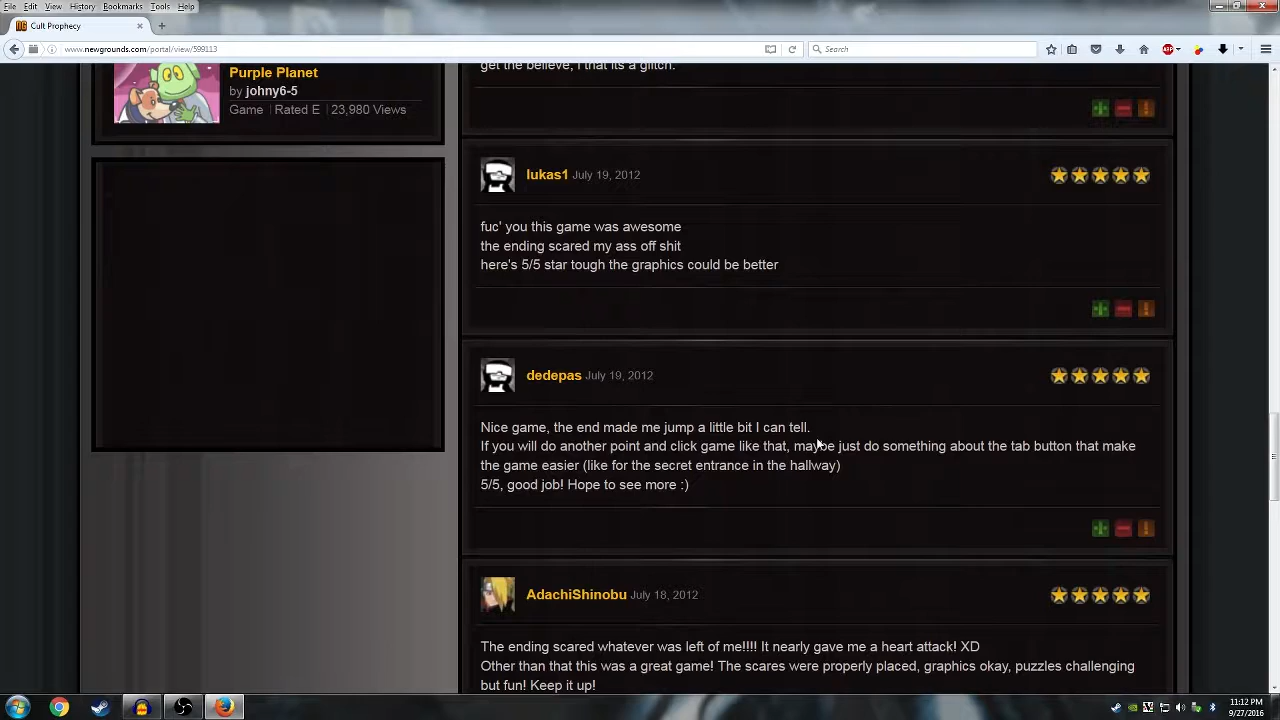 File Edit View History Bookmarks Tools Help
Cult Prophecy
www.newgrounds.com/portal/view/599113
Search
Purple Planet
by johny6-5
Game Rated E 23,980 Views
get the believe, I that its a glitch.
lukas1 July 19, 2012
fuc' you this game was awesome
the ending scared my ass off shit
here's 5/5 star tough the graphics could be better
dedepas July 19, 2012
Nice game, the end made me jump a little bit I can tell.
If you will do another point and click game like that, maybe just do something about the tab button that make
the game easier (like for the secret entrance in the hallway)
5/5, good job! Hope to see more :)
AdachiShinobu July 18, 2012
The ending scared whatever was left of me!!!! It nearly gave me a heart attack! XD
Other than that this was a great game! The scares were properly placed, graphics okay, puzzles challenging
but fun! Keep it up!
11:12 PM
9/27/2016